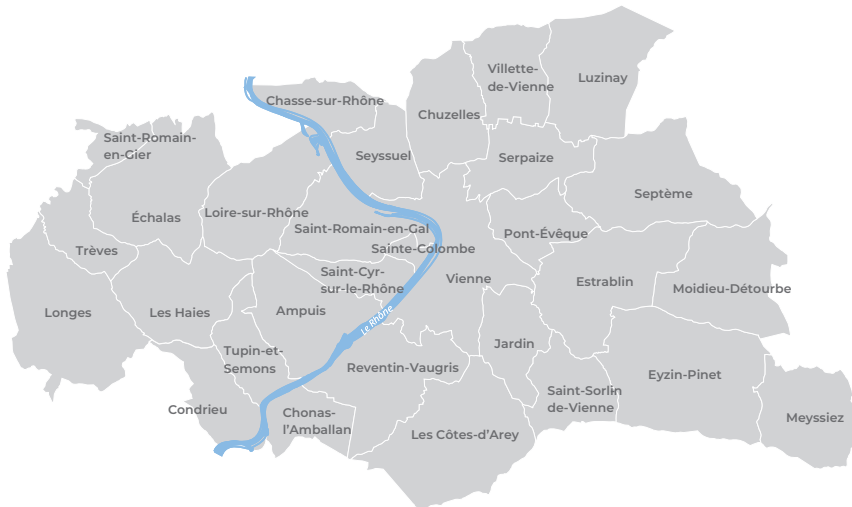 Villette-
de-Vienne
Luzinay
Chasse-sur-Rhône
Chuzelles
Saint-Romain-
en-Gier
Seyssuel
Serpaize
Septème
Échalas
Loire-sur-Rhône
Saint-Romain-en-Gal
Pont-Évêque
Trèves
Sainte-Colombe
Saint-Cyr-
sur-le-Rhône
Vienne
Estrablin
Moidieu-Détourbe
Longes
Les Haies
Ampuis
Le Rhône
Jardin
Tupin-et-
Semons
Reventin-Vaugris
Eyzin-Pinet
Saint-Sorlin
de-Vienne
Condrieu
Chonas-
l’Amballan
Les Côtes-d’Arey
Meyssiez